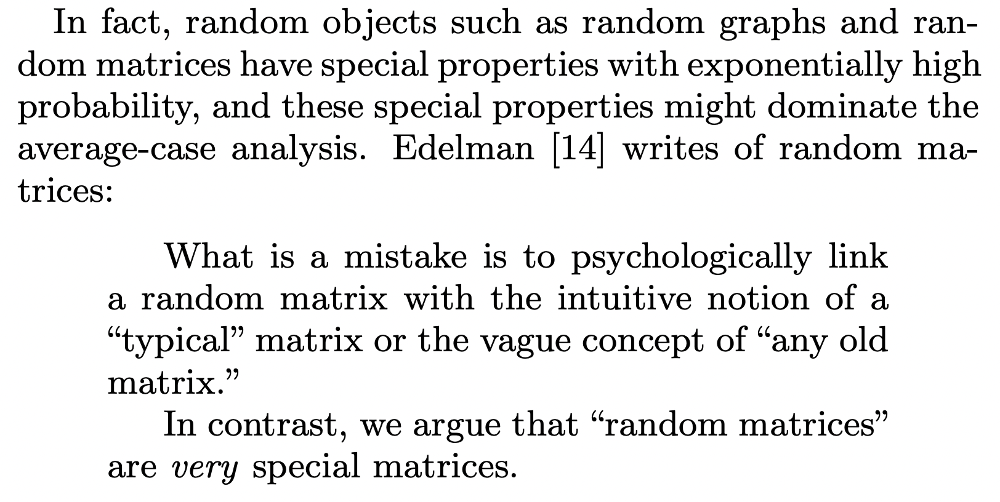 In fact, random objects such as random graphs and ran-
dom matrices have special properties with exponentially high
probability, and these special properties might dominate the
average-case analysis. Edelman [14] writes of random ma-
trices:
What is a mistake is to psychologically link
a random matrix with the intuitive notion of a
“typical” matrix or the vague concept of “any old
matrix.”
In contrast, we argue that “random matrices”
are very special matrices.